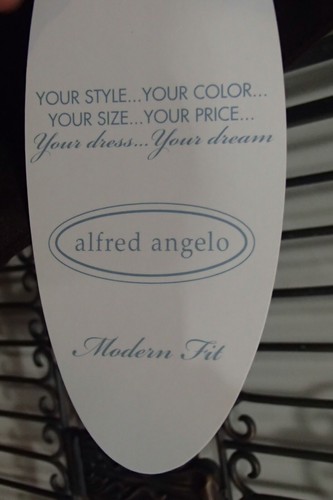 YOUR STYLE...YOUR COLOR...
YOUR SIZE...YOUR PRICE...
Your dress...Your dream
alfred angelo
Modern Fit